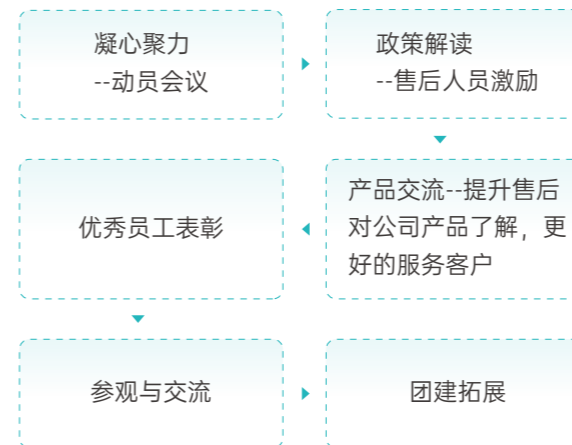 凝心聚力
--动员会议
政策解读
--售后人员激励
产品交流--提升售后
对公司产品了解，更
好的服务客户
优秀员工表彰
参观与交流
团建拓展